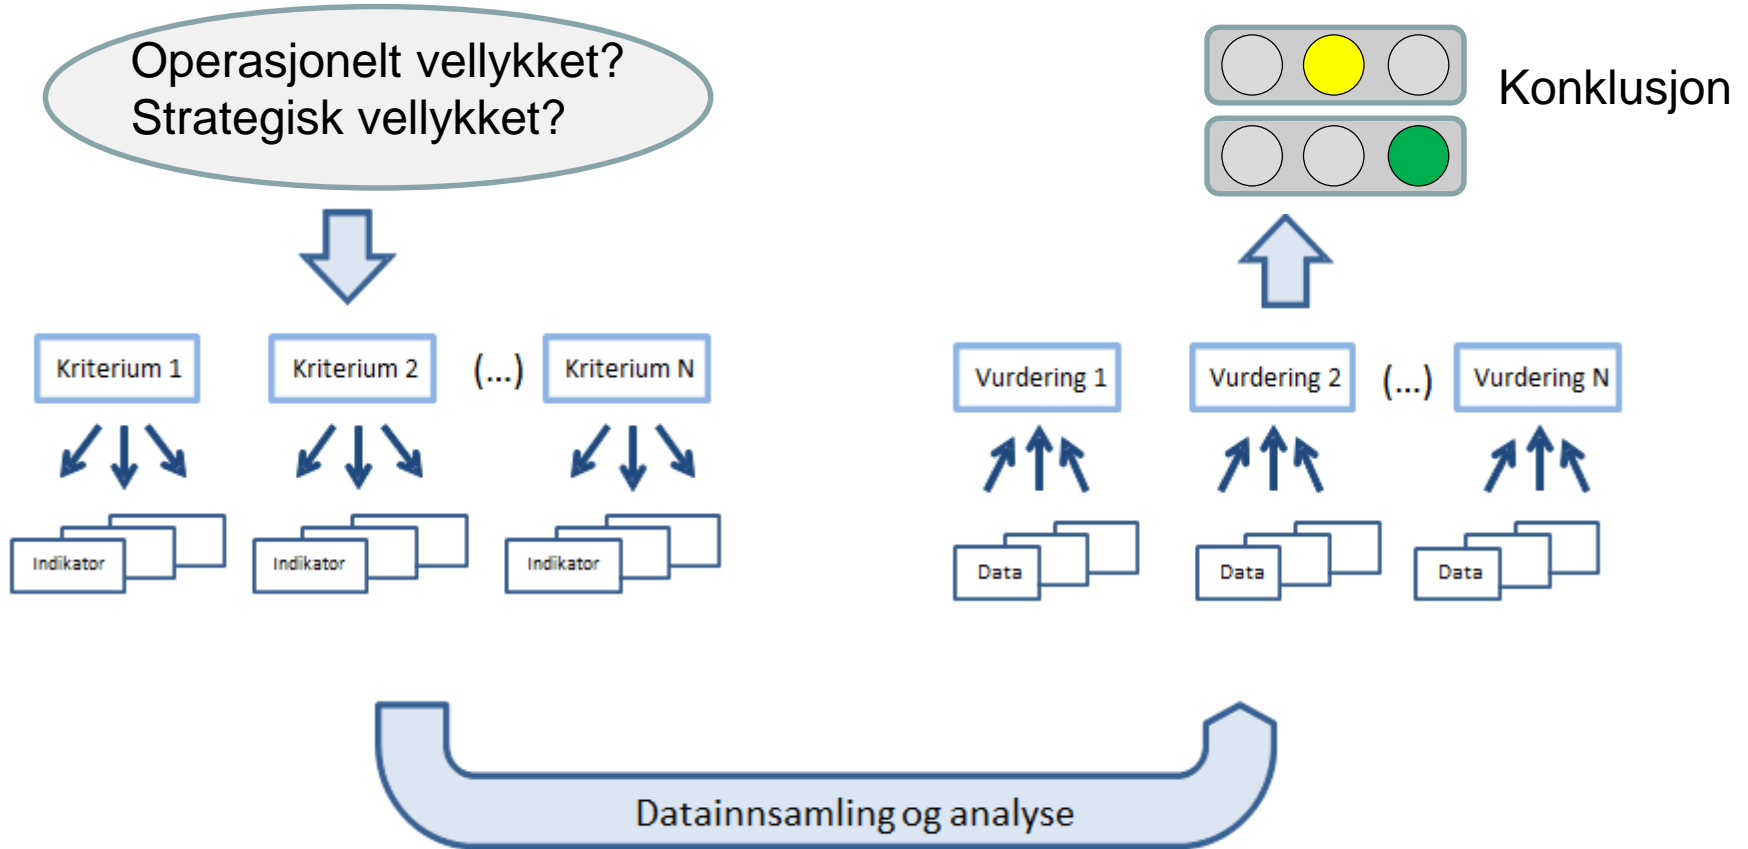 Operasjonelt vellykket?
Strategisk vellykket?
Konklusjon
Kriterium 1
Kriterium 2
(...)
Kriterium N
Vurdering 1
Vurdering 2
(...)
Vurdering N
Indikator
Indikator
Indikator
Data
Data
Data
Datainnsamling og analyse